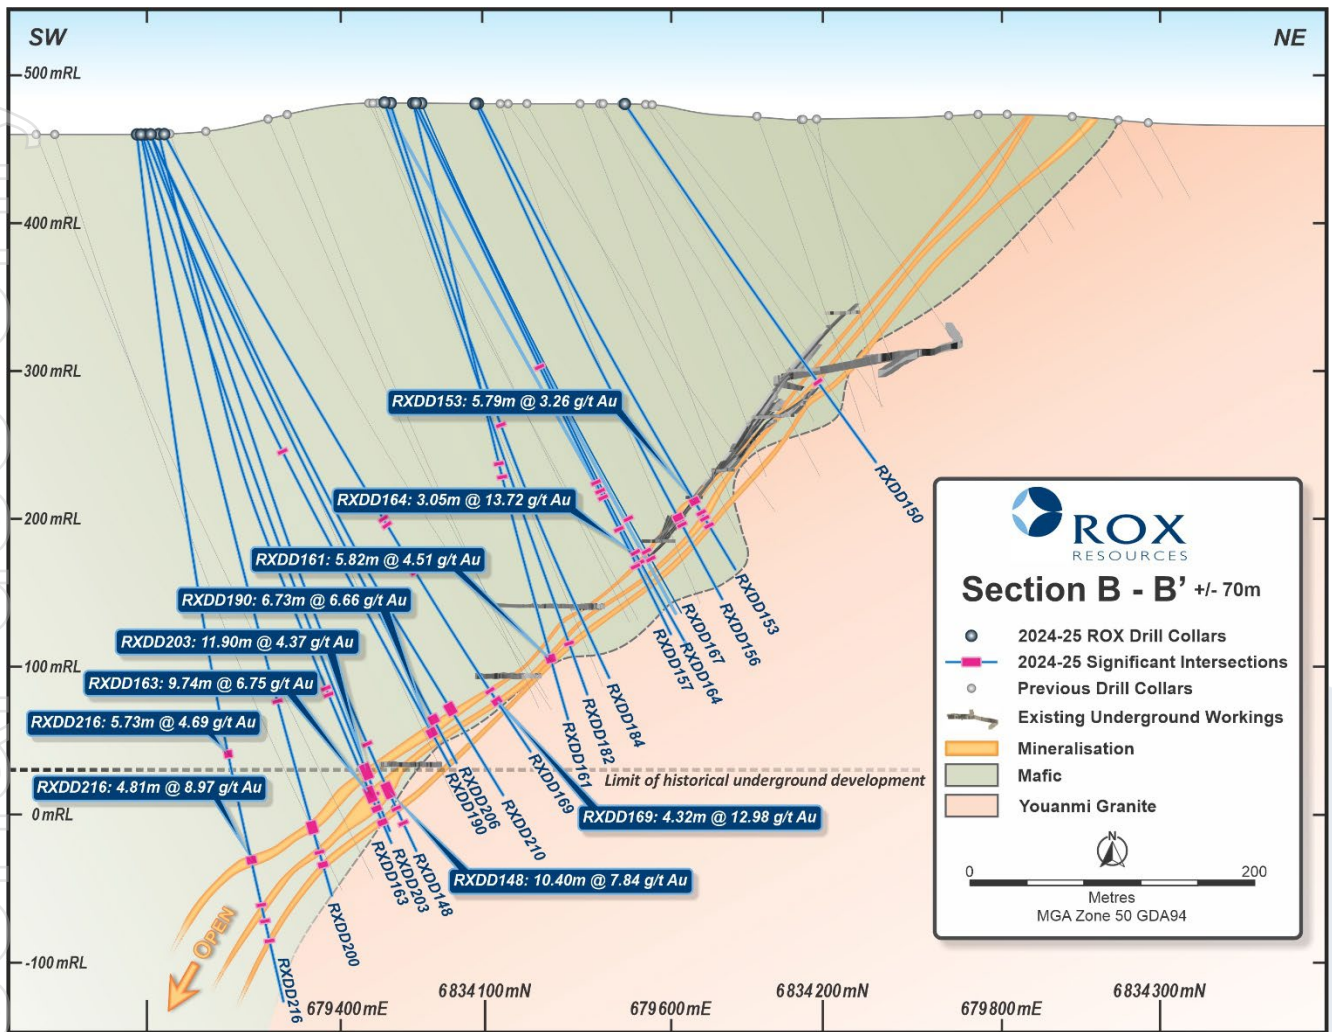 SW
NE
500 mRL
400 mRL
300 mRL
200 mRL
100 mRL
0 mRL
-100 mRL
RXDD153: 5.79m @ 3.26 g/t Au
RXDD164: 3.05m @ 13.72 g/t Au
RXDD161: 5.82m @ 4.51 g/t Au
RXDD190: 6.73m @ 6.66 g/t Au
RXDD203: 11.90m @ 4.37 g/t Au
RXDD163: 9.74m @ 6.75 g/t Au
RXDD216: 5.73m @ 4.69 g/t Au
RXDD216: 4.81m @ 8.97 g/t Au
RXDD169: 4.32m @ 12.98 g/t Au
RXDD148: 10.40m @ 7.84 g/t Au
Limit of historical underground development
RXDD150
RXDD153
RXDD156
RXDD167
RXDD164
RXDD157
RXDD184
RXDD182
RXDD161
RXDD169
RXDD210
RXDD206
RXDD190
RXDD148
RXDD203
RXDD163
RXDD200
RXDD216
OPEN
ROX
RESOURCES
Section B - B' +/- 70m
2024-25 ROX Drill Collars
2024-25 Significant Intersections
Previous Drill Collars
Existing Underground Workings
Mineralisation
Mafic
Youanmi Granite
N
0 200
Metres
MGA Zone 50 GDA94
679400mE
6834100mN
679600mE
6834200mN
679800mE
6834300mN